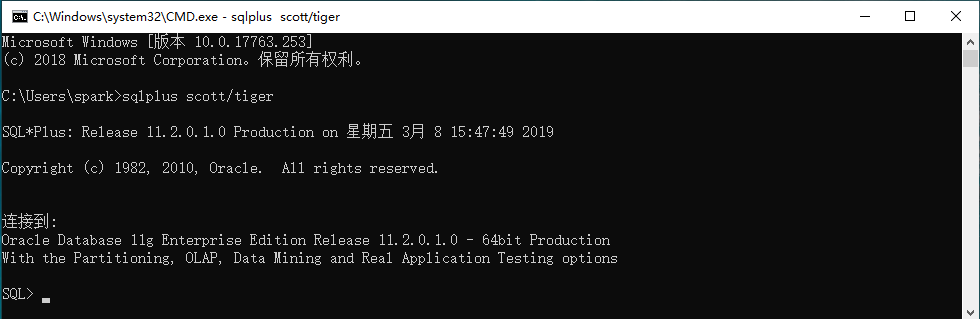 C:\Windows\system32\CMD.exe - sqlplus  scott/tiger
Microsoft Windows [版本 10.0.17763.253]
(c) 2018 Microsoft Corporation。保留所有权利。
C:\Users\spark>sqlplus scott/tiger
SQL*Plus: Release 11.2.0.1.0 Production on 星期五 3月 8 15:47:49 2019
Copyright (c) 1982, 2010, Oracle.  All rights reserved.
连接到:
Oracle Database 11g Enterprise Edition Release 11.2.0.1.0 - 64bit Production
With the Partitioning, OLAP, Data Mining and Real Application Testing options
SQL>